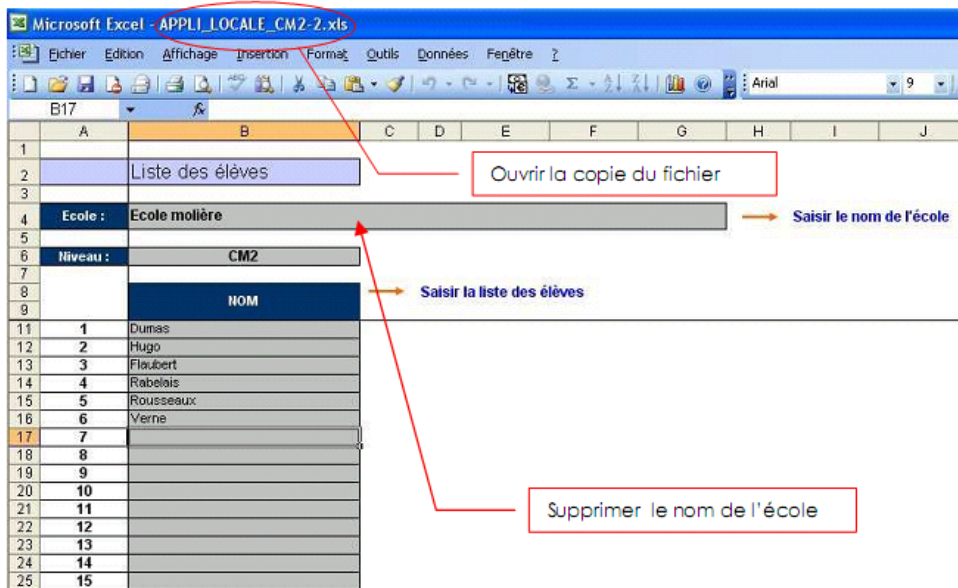 Microsoft Excel - APPLI_LOCALE_CM2-2.xls
Fichier Edition Affichage Insertion Format Outils Données Fenêtre ?
Arial 9
B17 fx
A B C D E F G H I J
1
2 Liste des élèves
Ouvrir la copie du fichier
3
4 Ecole : Ecole molière Saisir le nom de l'école
5
6 Niveau : CM2
7
8 Saisir la liste des élèves
NOM
9
11 1 Dumas
12 2 Hugo
13 3 Flaubert
14 4 Rabelais
15 5 Rousseaux
16 6 Verne
17 7
18 8
19 9
20 10
21 11
Supprimer le nom de l'école
22 12
23 13
24 14
25 15